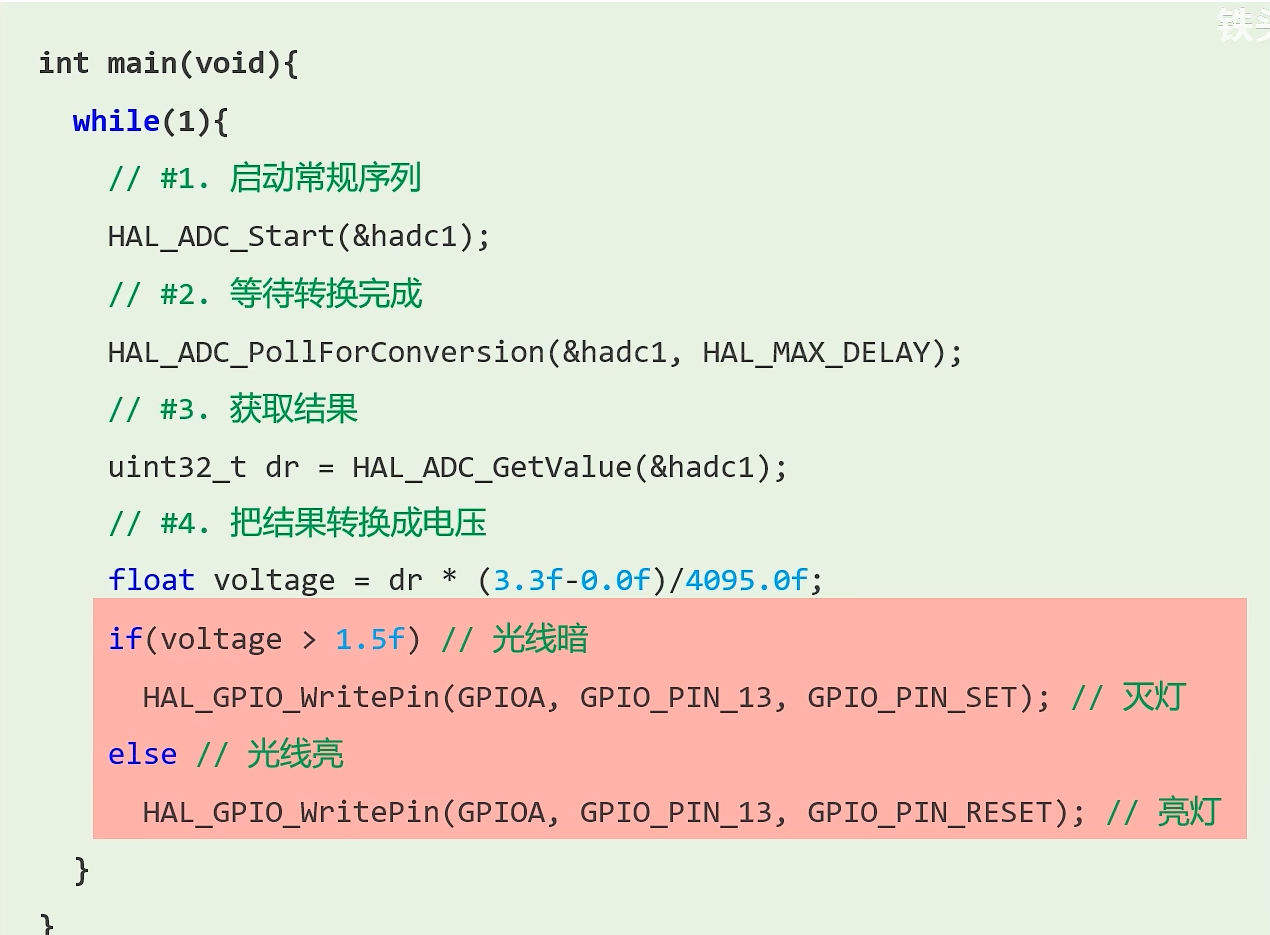 铁头
int main(void){
while(1){
// #1. 启动常规序列
HAL_ADC_Start(&hadc1);
// #2. 等待转换完成
HAL_ADC_PollForConversion(&hadc1, HAL_MAX_DELAY);
// #3. 获取结果
uint32_t dr = HAL_ADC_GetValue(&hadc1);
// #4. 把结果转换成电压
float voltage = dr * (3.3f-0.0f)/4095.0f;
if(voltage > 1.5f) // 光线暗
HAL_GPIO_WritePin(GPIOA, GPIO_PIN_13, GPIO_PIN_SET); // 灭灯
else // 光线亮
HAL_GPIO_WritePin(GPIOA, GPIO_PIN_13, GPIO_PIN_RESET); // 亮灯
}
}